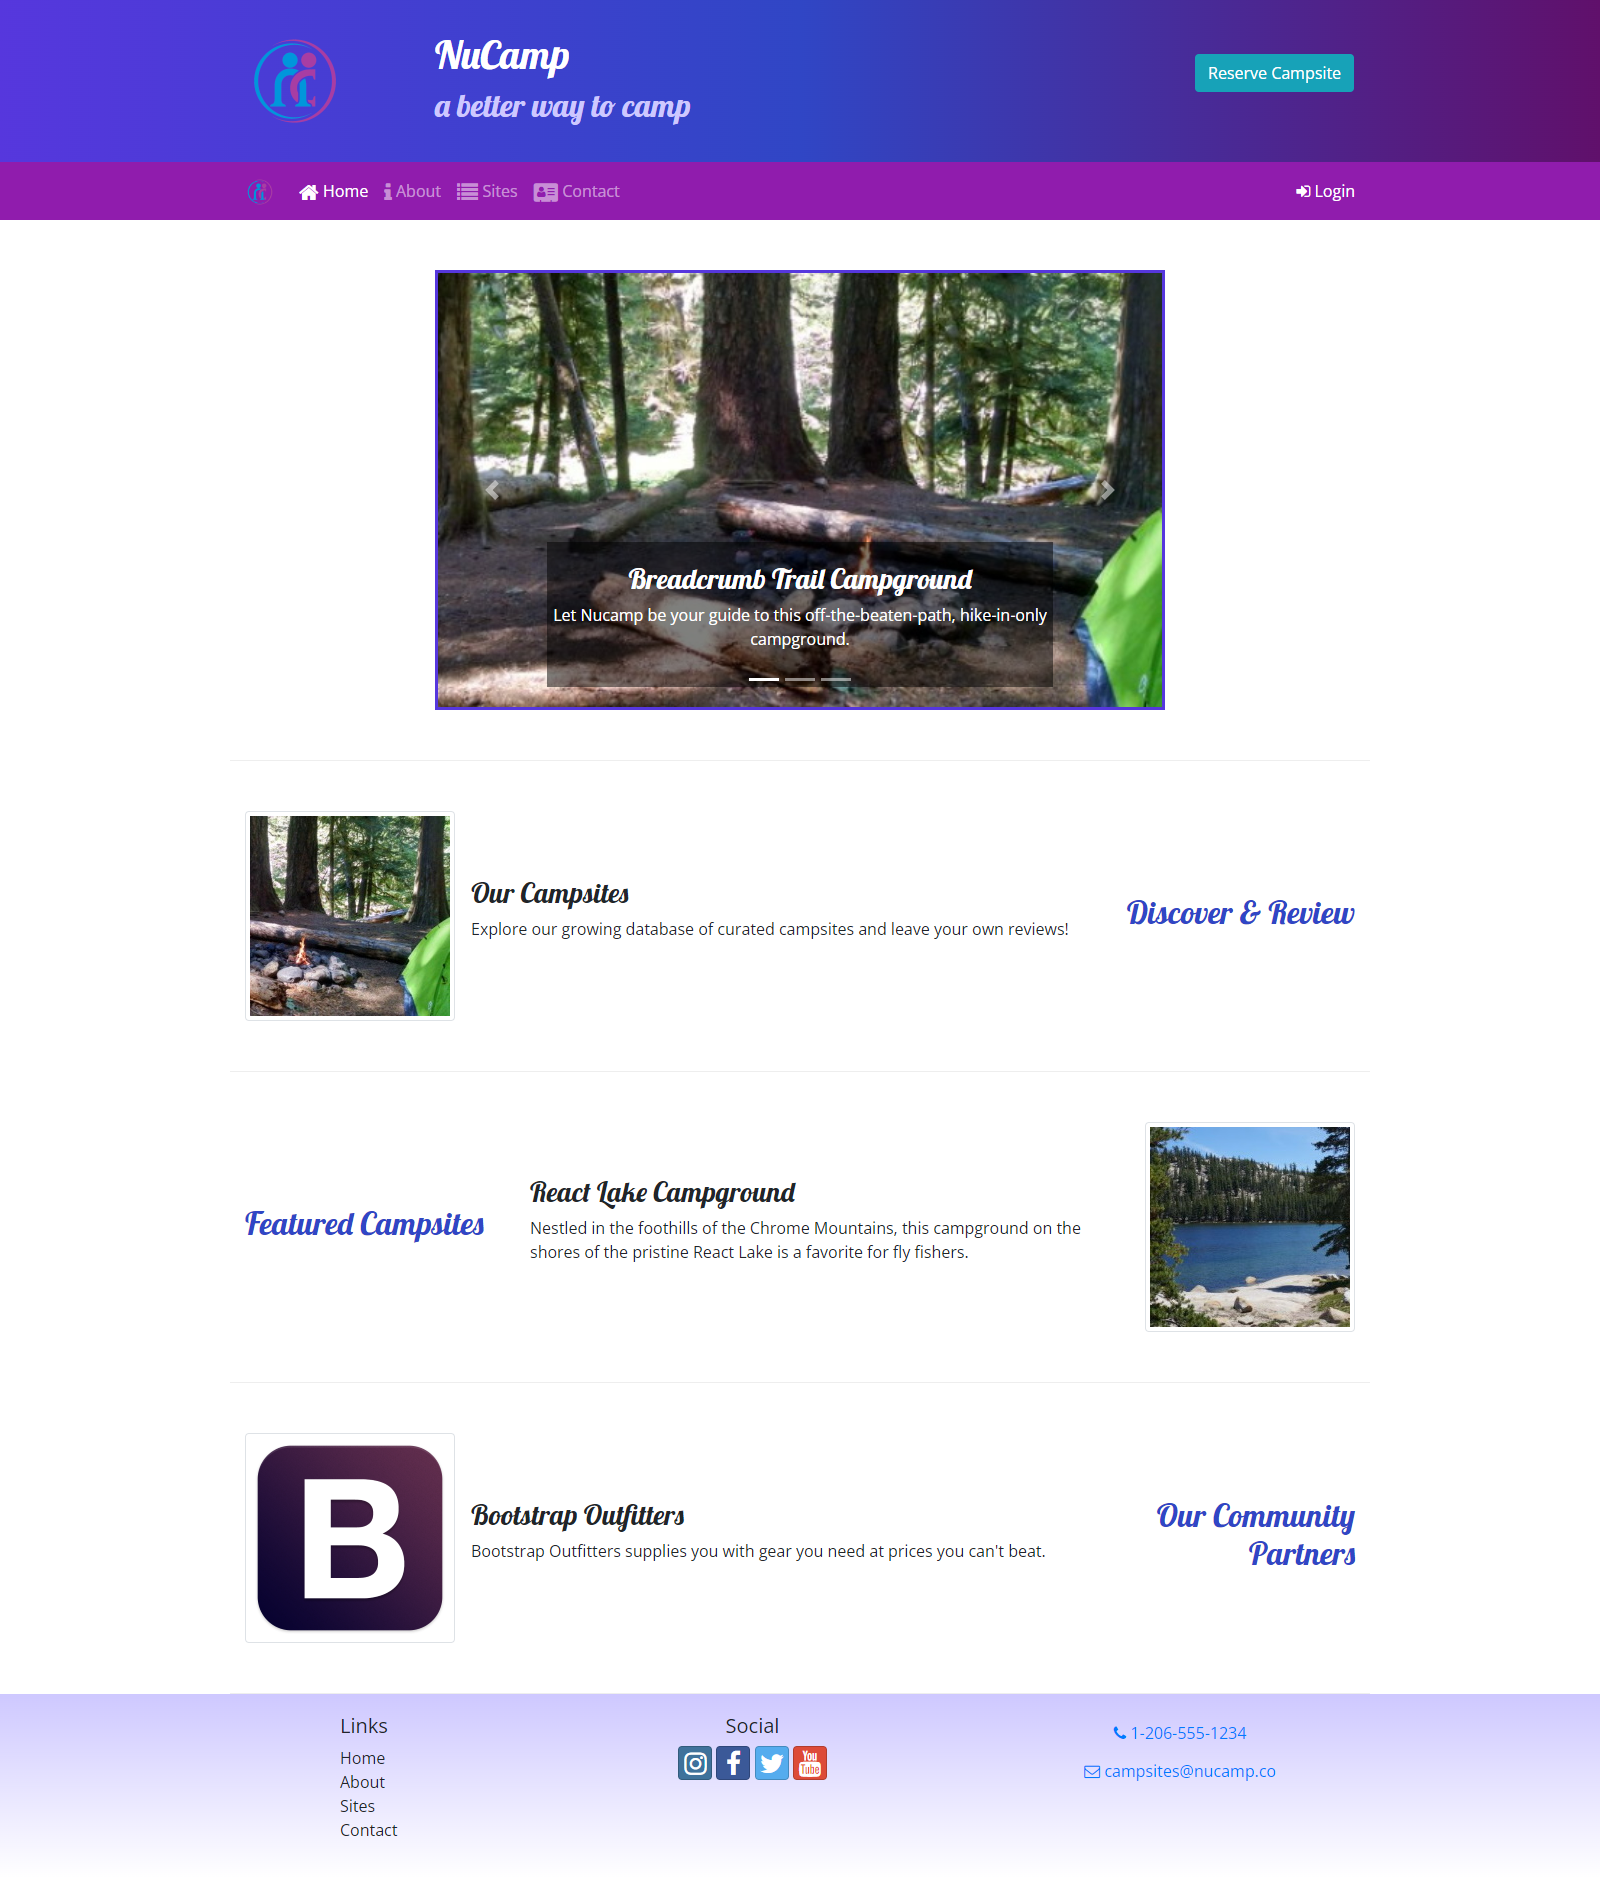 NuCamp
a better way to camp
Reserve Campsite
Home
About
Sites
Contact
Login
Breadcrumb Trail Campground
Let Nucamp be your guide to this off-the-beaten-path, hike-in-only
campground.
Our Campsites
Explore our growing database of curated campsites and leave your own reviews!
Discover & Review
Featured Campsites
React Lake Campground
Nestled in the foothills of the Chrome Mountains, this campground on the
shores of the pristine React Lake is a favorite for fly fishers.
B
Bootstrap Outfitters
Bootstrap Outfitters supplies you with gear you need at prices you can't beat.
Our Community
Partners
Links
Home
About
Sites
Contact
Social
You
Tube
1-206-555-1234
campsites@nucamp.co